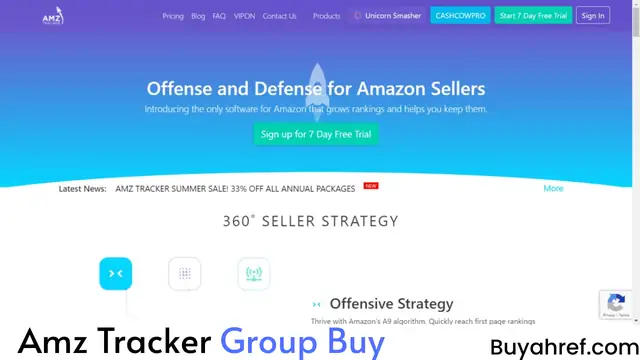 AMZ
TRACKER
Pricing Blog FAQ VIPON Contact Us Products Unicorn Smasher CASHCOWPRO Start 7 Day Free Trial Sign In
Offense and Defense for Amazon Sellers
Introducing the only software for Amazon that grows rankings and helps you keep them.
Sign up for 7 Day Free Trial
Latest News: AMZ TRACKER SUMMER SALE! 33% OFF ALL ANNUAL PACKAGES NEW More
360° SELLER STRATEGY
Offensive Strategy
Thrive with Amazon's A9 algorithm. Quickly reach first page rankings
Privacy - Terms
Amz Tracker Group Buy
Buyahref.com